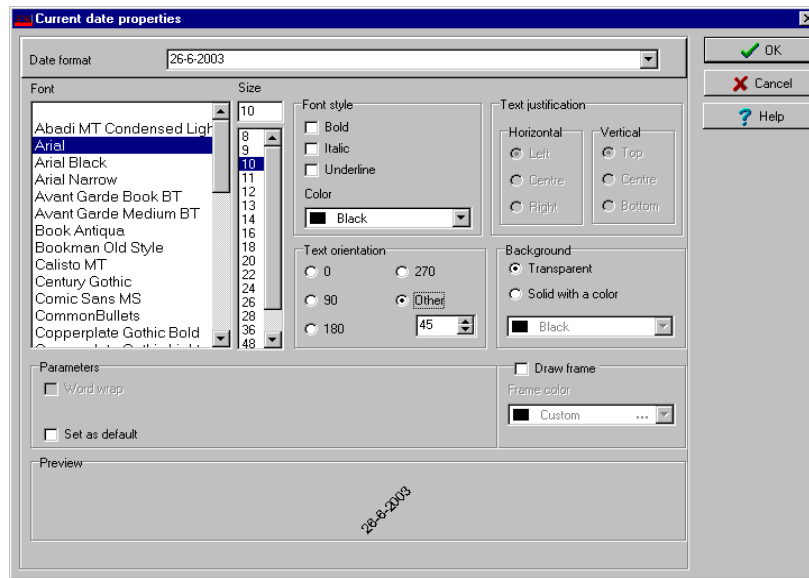 Current date properties
Date format
26-6-2003
OK
Cancel
Help
Font
Abadi MT Condensed Ligh
Arial
Arial Black
Arial Narrow
Avant Garde Book BT
Avant Garde Medium BT
Book Antiqua
Bookman Old Style
Calisto MT
Century Gothic
Comic Sans MS
CommonBullets
Copperplate Gothic Bold
Size
10
8
9
10
11
12
13
14
16
18
20
22
24
26
28
36
48
Font style
Bold
Italic
Underline
Color
Black
Text justification
Horizontal
Left
Centre
Right
Vertical
Top
Centre
Bottom
Text orientation
0
90
180
270
Other
45
Background
Transparent
Solid with a color
Black
Parameters
Word wrap
Set as default
Draw frame
Frame color
Custom ...
Preview
26-6-2003